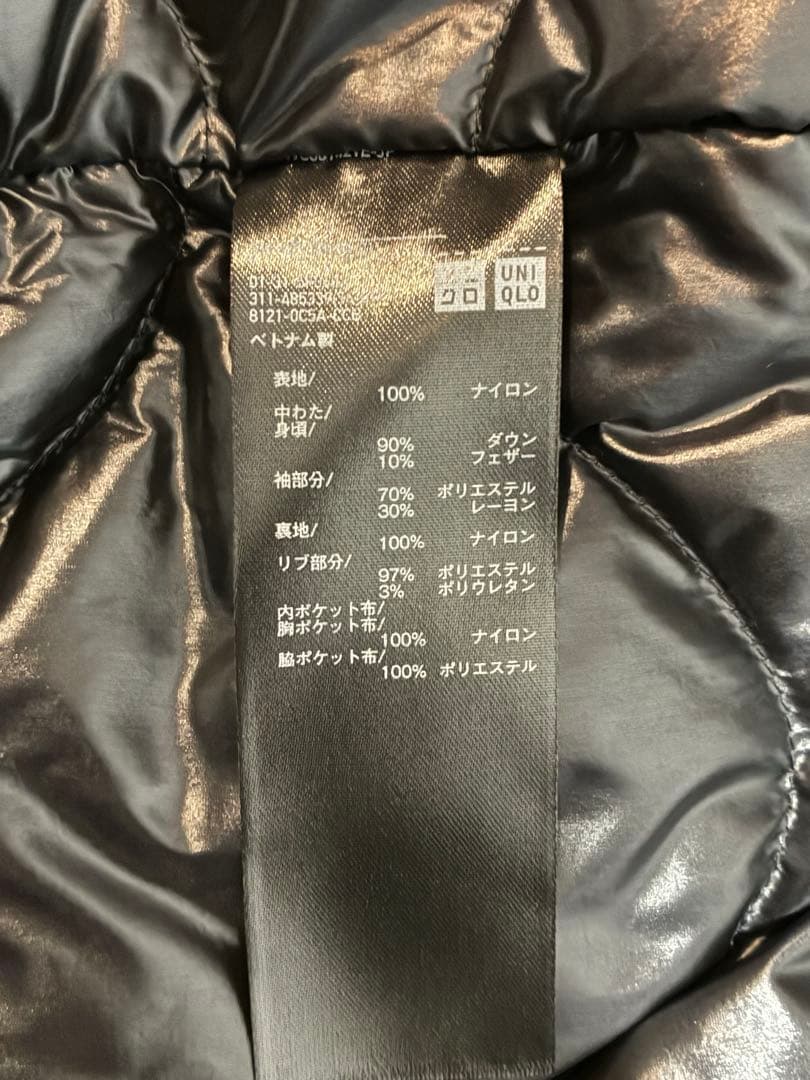 ユニ
クロ
UNI
QLO
8121-0C5A-CCE
ベトナム製
表地/
100% ナイロン
中わた/
身頃/
90% ダウン
10% フェザー
袖部分/
70% ポリエステル
30% レーヨン
裏地/
100% ナイロン
リブ部分/
97% ポリエステル
3% ポリウレタン
内ポケット布/
胸ポケット布/
100% ナイロン
脇ポケット布/
100% ポリエステル